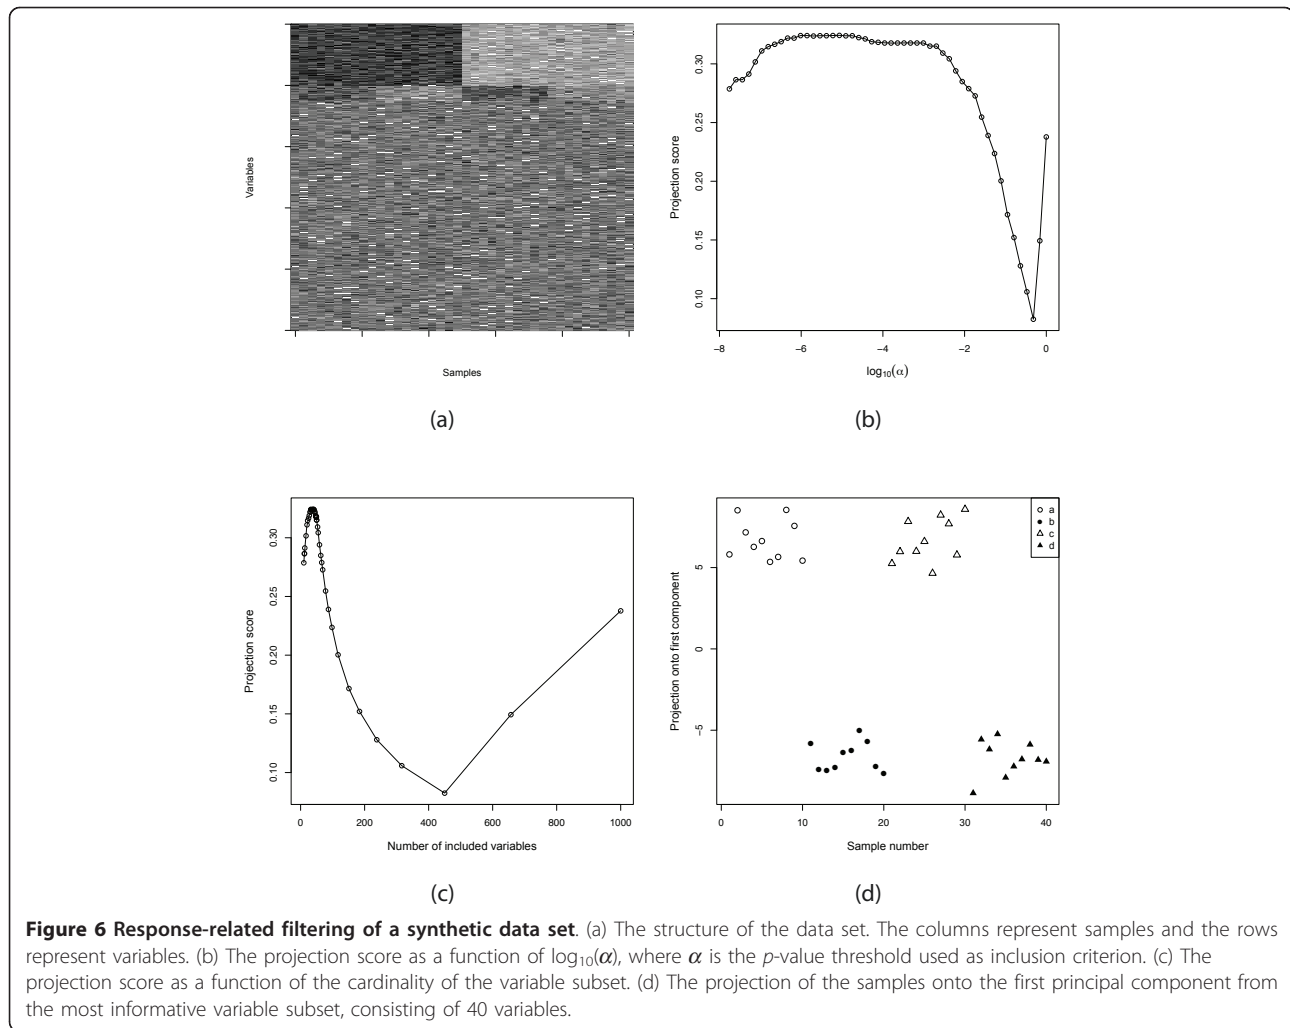 Variables
Samples
(a)
Projection score
0.30
0.25
0.20
0.15
0.10
−8 −6 −4 −2 0
log10(α)
(b)
Projection score
0.30
0.25
0.20
0.15
0.10
0 200 400 600 800 1000
Number of included variables
(c)
Projection onto first component
5
0
−5
a
b
c
d
0 10 20 30 40
Sample number
(d)
Figure 6 Response-related filtering of a synthetic data set. (a) The structure of the data set. The columns represent samples and the rows
represent variables. (b) The projection score as a function of log10(α), where α is the p-value threshold used as inclusion criterion. (c) The
projection score as a function of the cardinality of the variable subset. (d) The projection of the samples onto the first principal component from
the most informative variable subset, consisting of 40 variables.